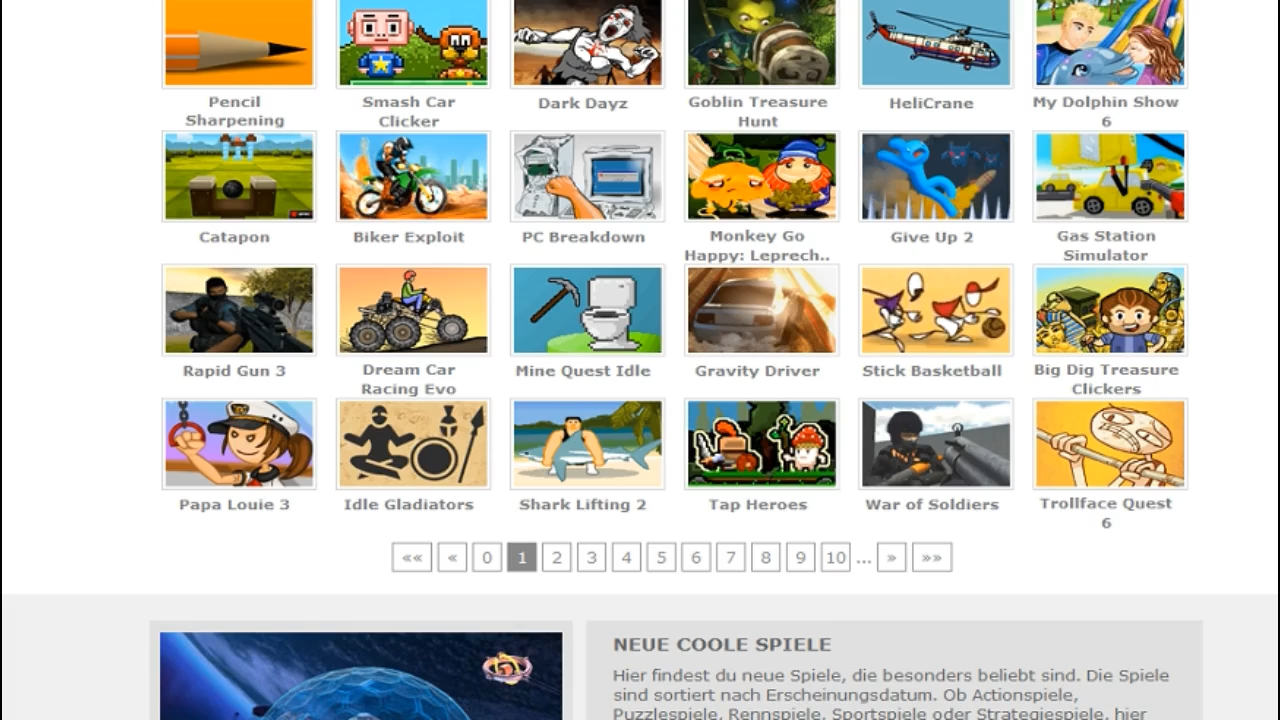 Pencil Sharpening
Smash Car Clicker
Dark Dayz
Goblin Treasure Hunt
HeliCrane
My Dolphin Show 6
Catapon
Biker Exploit
PC Breakdown
Monkey Go Happy: Leprech..
Give Up 2
Gas Station Simulator
Rapid Gun 3
Dream Car Racing Evo
Mine Quest Idle
Gravity Driver
Stick Basketball
Big Dig Treasure Clickers
Papa Louie 3
Idle Gladiators
Shark Lifting 2
Tap Heroes
War of Soldiers
Trollface Quest 6
«« « 0 1 2 3 4 5 6 7 8 9 10 ... » »»
NEUE COOLE SPIELE
Hier findest du neue Spiele, die besonders beliebt sind. Die Spiele
sind sortiert nach Erscheinungsdatum. Ob Actionspiele,
Puzzlespiele, Rennspiele, Sportspiele oder Strategiespiele, hier